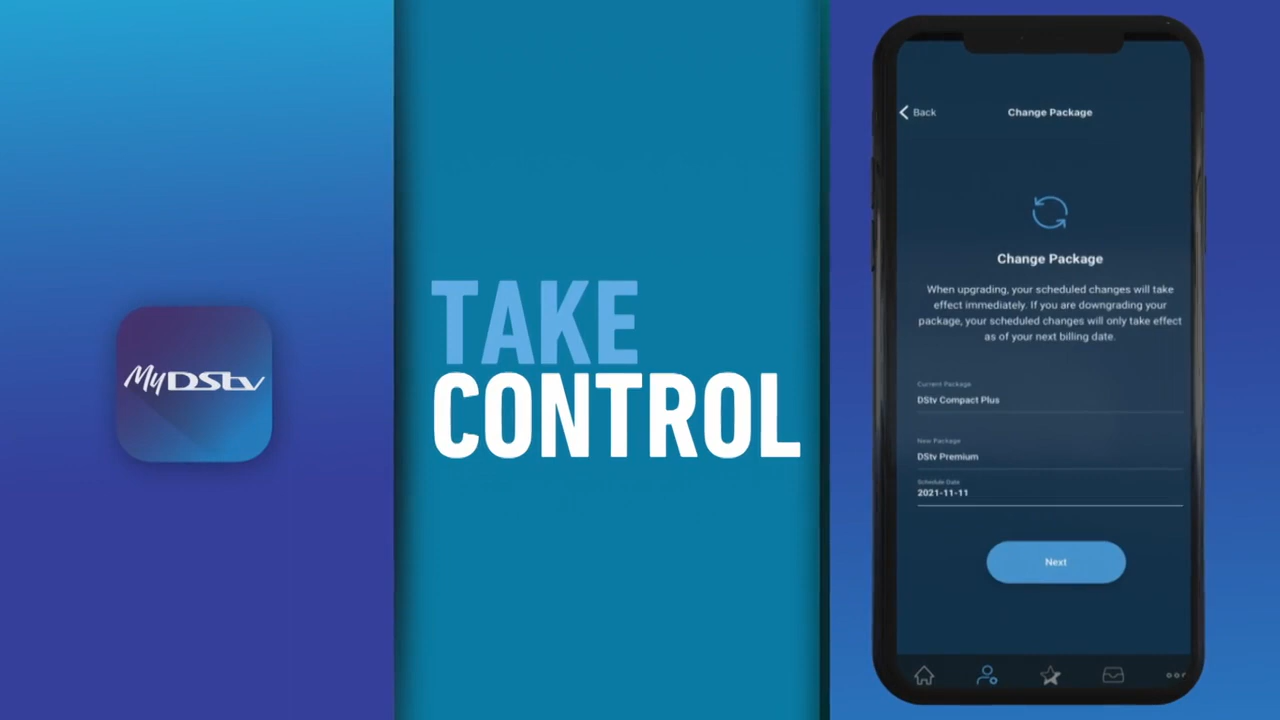 MyDStv
TAKE
CONTROL
Back
Change Package
Change Package
When upgrading, your scheduled changes will take
effect immediately. If you are downgrading your
package, your scheduled changes will only take effect
as of your next billing date.
Current Package
DStv Compact Plus
New Package
DStv Premium
Schedule Date
2021-11-11
Next